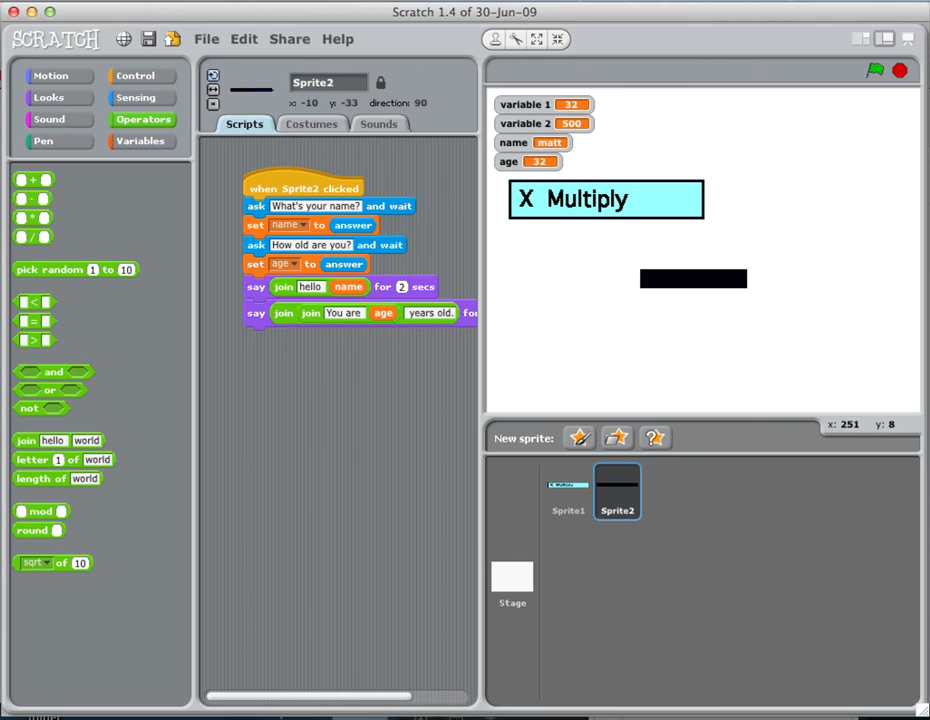 Scratch 1.4 of 30-Jun-09
SCRATCH File Edit Share Help
Motion Control
Looks Sensing
Sound Operators
Pen Variables
+
-
*
/
pick random 1 to 10
<
=
>
and
or
not
join hello world
letter 1 of world
length of world
mod
round
sqrt of 10
Sprite2
x: -10 y: -33 direction: 90
Scripts Costumes Sounds
when Sprite2 clicked
ask What's your name? and wait
set name to answer
ask How old are you? and wait
set age to answer
say join hello name for 2 secs
say join join You are age years old. for
variable 1 32
variable 2 500
name matt
age 32
X Multiply
x: 251 y: 8
New sprite:
X Multiply
Sprite1
Sprite2
Stage